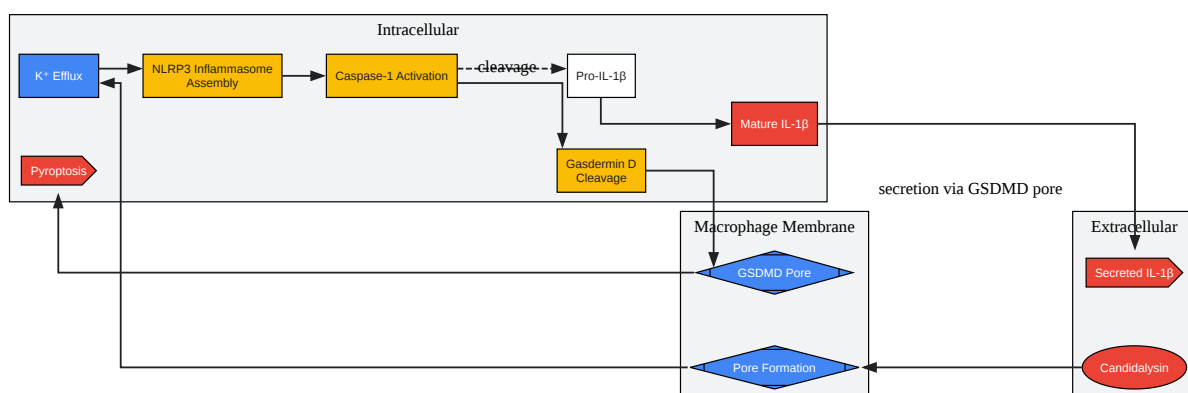 Intracellular
K⁺ Efflux
NLRP3 Inflammasome
Assembly
Caspase-1 Activation
cleavage
Pro-IL-1β
Mature IL-1β
Pyroptosis
Gasdermin D
Cleavage
secretion via GSDMD pore
Macrophage Membrane
Extracellular
GSDMD Pore
Secreted IL-1β
Pore Formation
Candidalysin